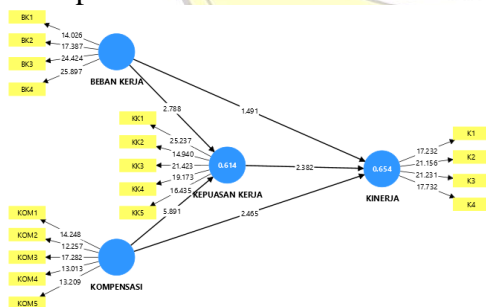 BK1
BK2
BK3
BK4
14.026
17.387
24.424
25.897
BEBAN KERJA
2.788
1.491
KK1
KK2
KK3
KK4
KK5
25.237
14.940
21.423
19.173
16.435
0.614
KEPUASAN KERJA
2.382
0.654
KINERJA
17.232
21.156
21.231
17.732
K1
K2
K3
K4
5.891
2.465
KOM1
KOM2
KOM3
KOM4
KOM5
14.248
12.257
17.282
13.013
13.209
KOMPENSASI